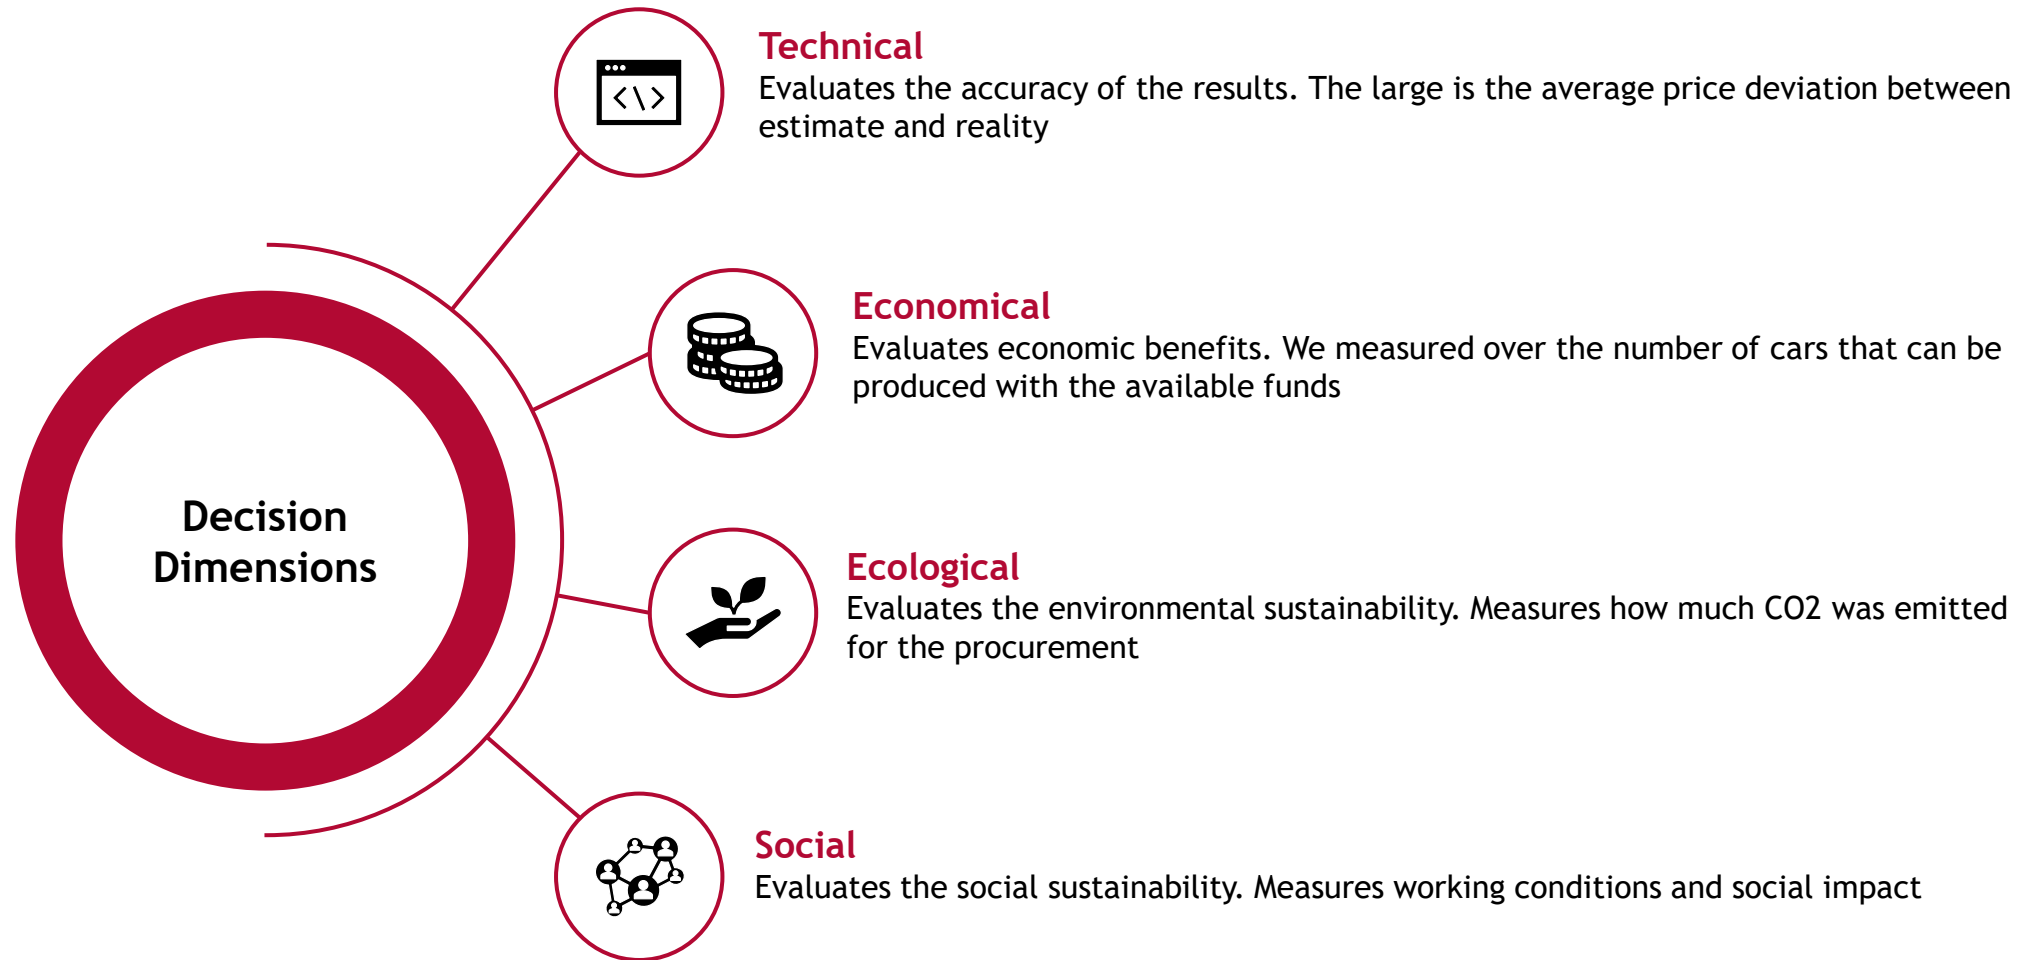 Decision
Dimensions
Technical
Evaluates the accuracy of the results. The large is the average price deviation between
estimate and reality
Economical
Evaluates economic benefits. We measured over the number of cars that can be
produced with the available funds
Ecological
Evaluates the environmental sustainability. Measures how much CO2 was emitted
for the procurement
Social
Evaluates the social sustainability. Measures working conditions and social impact